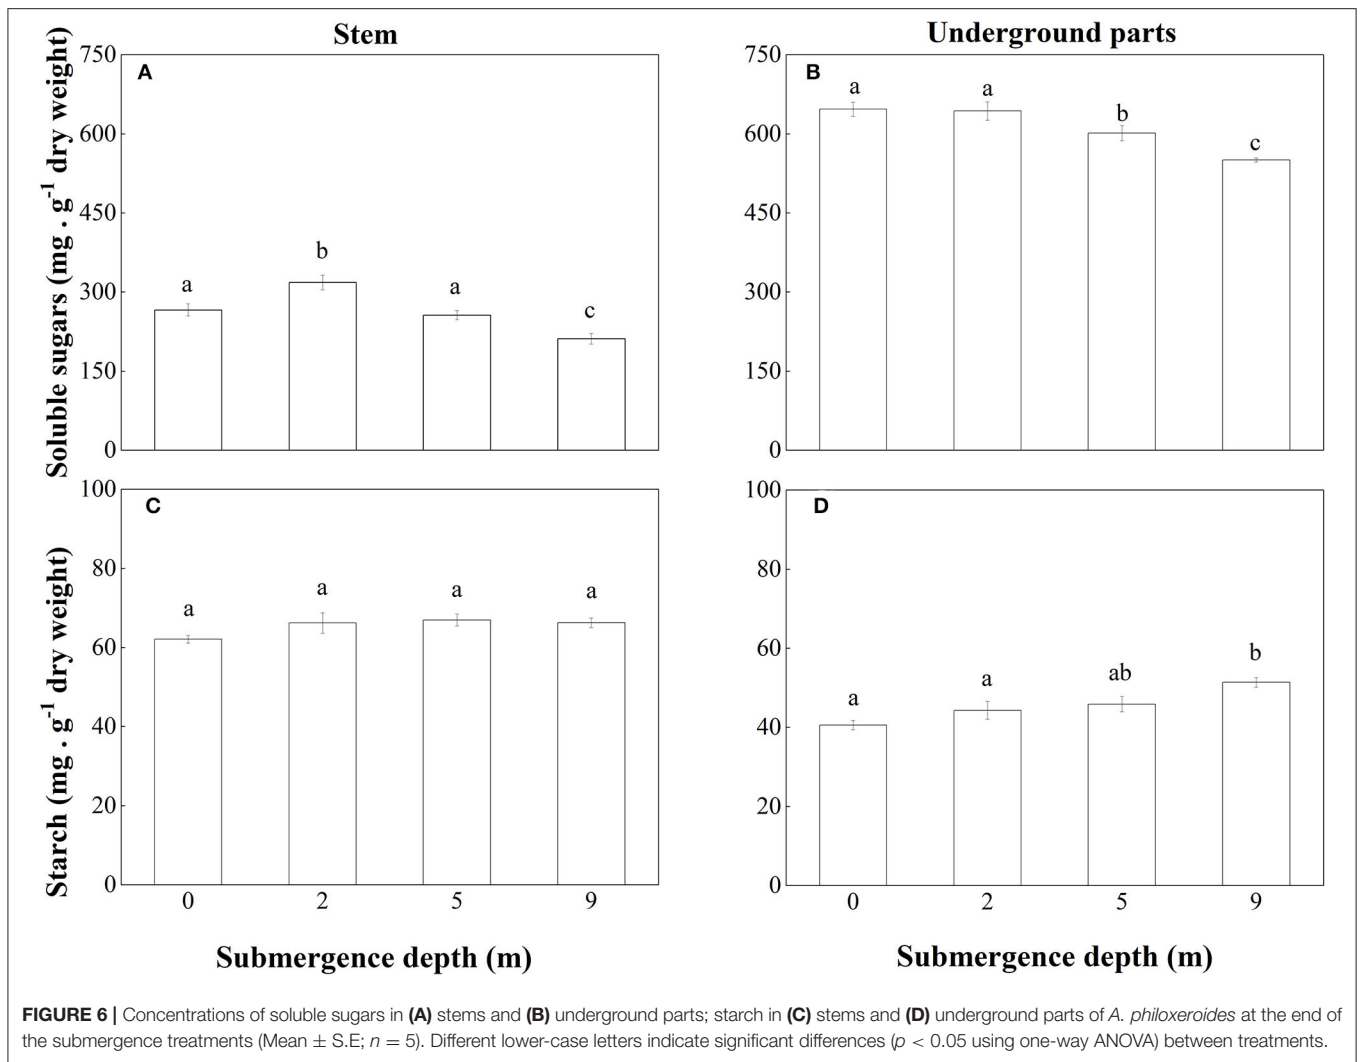 Stem
Underground parts
Soluble sugars (mg . g-1 dry weight)
750
600
450
300
150
0
A
a
b
a
c
750
600
450
300
150
0
B
a
a
b
c
Starch (mg . g-1 dry weight)
100
80
60
40
20
0
C
a
a
a
a
0
2
5
9
Submergence depth (m)
100
80
60
40
20
0
D
a
a
ab
b
0
2
5
9
Submergence depth (m)
FIGURE 6 | Concentrations of soluble sugars in (A) stems and (B) underground parts; starch in (C) stems and (D) underground parts of A. philoxeroides at the end of
the submergence treatments (Mean ± S.E; n = 5). Different lower-case letters indicate significant differences (p < 0.05 using one-way ANOVA) between treatments.